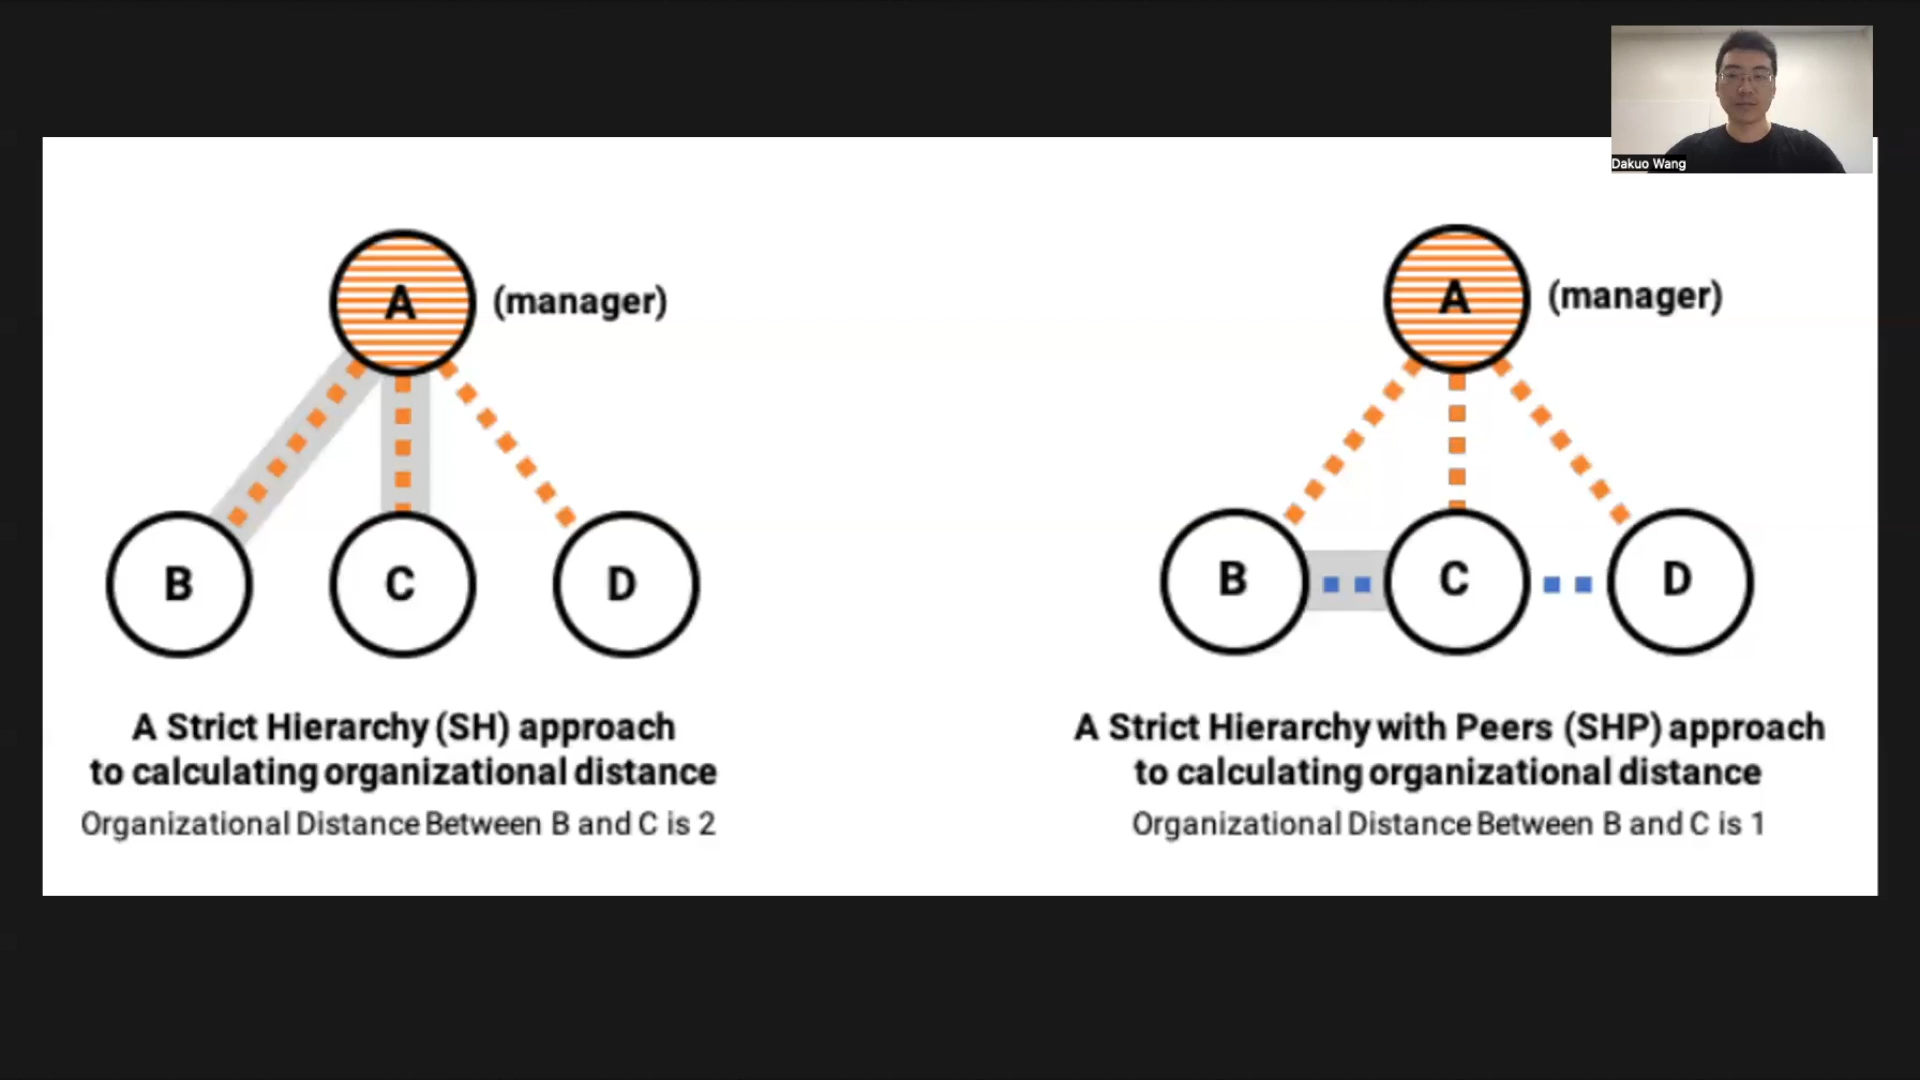 Dakuo Wang
A (manager)
B C D
A Strict Hierarchy (SH) approach
to calculating organizational distance
Organizational Distance Between B and C is 2
A (manager)
B C D
A Strict Hierarchy with Peers (SHP) approach
to calculating organizational distance
Organizational Distance Between B and C is 1